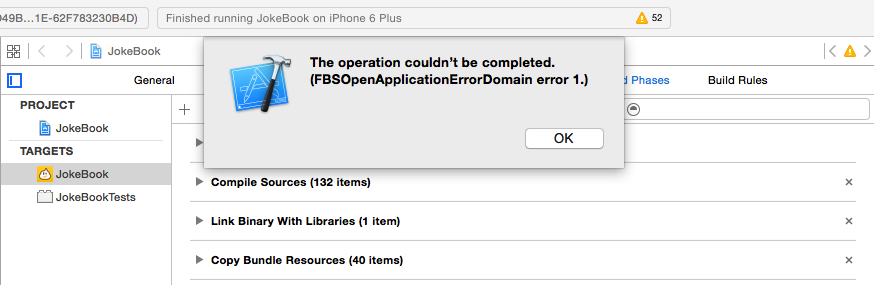 049B…1E-62F783230B4D)
Finished running JokeBook on iPhone 6 Plus
52
JokeBook
The operation couldn't be completed.
(FBSOpenApplicationErrorDomain error 1.)
OK
General
Phases
Build Rules
PROJECT
JokeBook
TARGETS
JokeBook
JokeBookTests
Compile Sources (132 items)
Link Binary With Libraries (1 item)
Copy Bundle Resources (40 items)